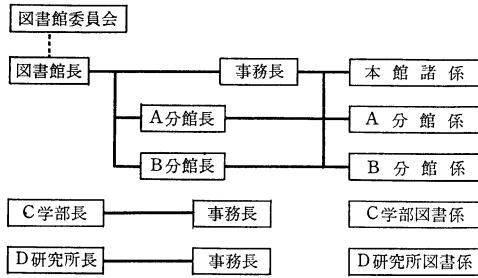 図書館委員会
図書館長 事務長 本館諸係
A分館長 A分館係
B分館長 B分館係
C学部長 事務長 C学部図書係
D研究所長 事務長 D研究所図書係